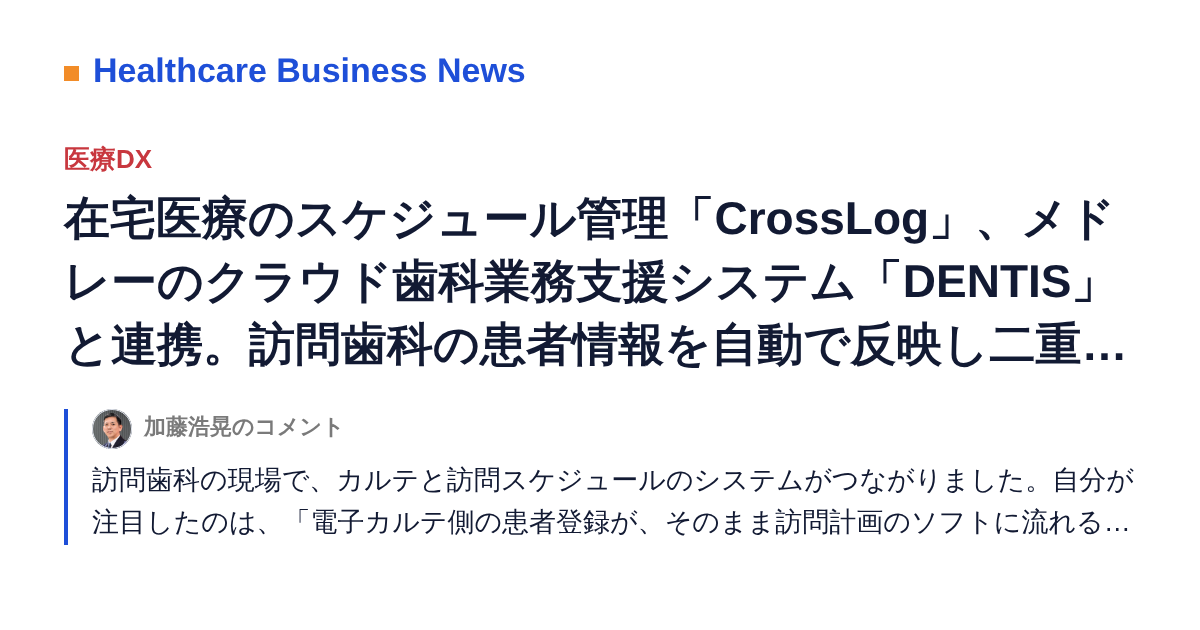 Healthcare Business News
医療DX
在宅医療のスケジュール管理「CrossLog」、メド
レーのクラウド歯科業務支援システム「DENTIS」
と連携。訪問歯科の患者情報を自動で反映し二重…
加藤浩晃のコメント
訪問歯科の現場で、カルテと訪問スケジュールのシステムがつながりました。自分が
注目したのは、「電子カルテ側の患者登録が、そのまま訪問計画のソフトに流れる…